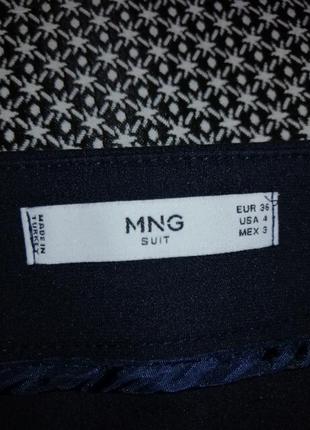 MADE IN
TURKEY
MNG
SUIT
EUR 36
USA 4
MEX 3